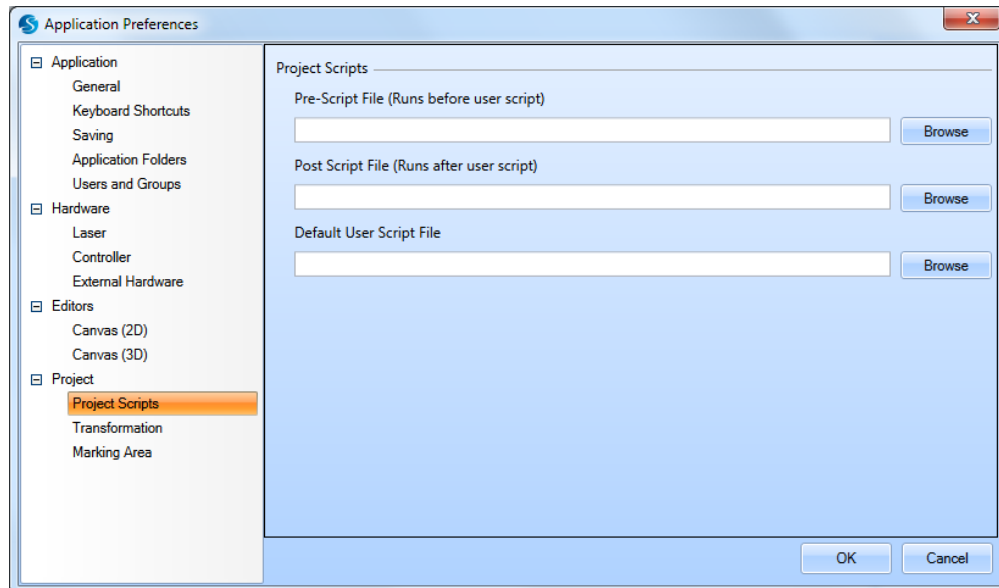 Application Preferences
Application
General
Keyboard Shortcuts
Saving
Application Folders
Users and Groups
Hardware
Laser
Controller
External Hardware
Editors
Canvas (2D)
Canvas (3D)
Project
Project Scripts
Transformation
Marking Area
Project Scripts
Pre-Script File (Runs before user script)
Browse
Post Script File (Runs after user script)
Browse
Default User Script File
Browse
OK
Cancel